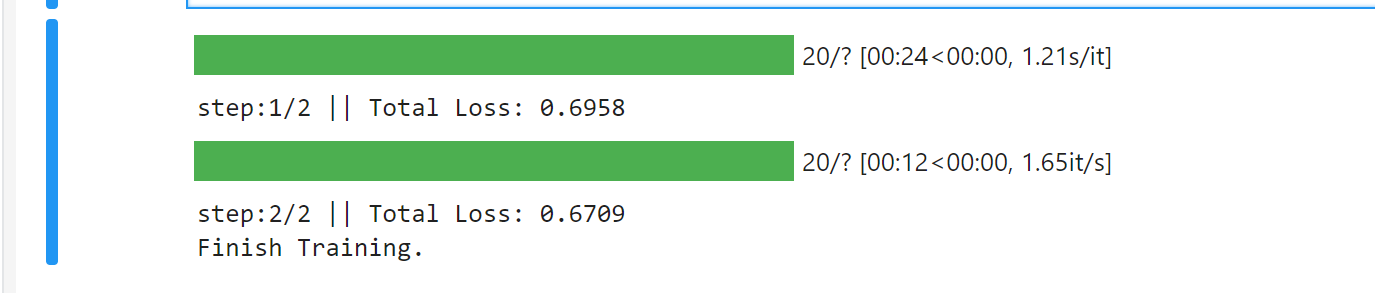 20/? [00:24<00:00, 1.21s/it]
step:1/2 || Total Loss: 0.6958
20/? [00:12<00:00, 1.65it/s]
step:2/2 || Total Loss: 0.6709
Finish Training.